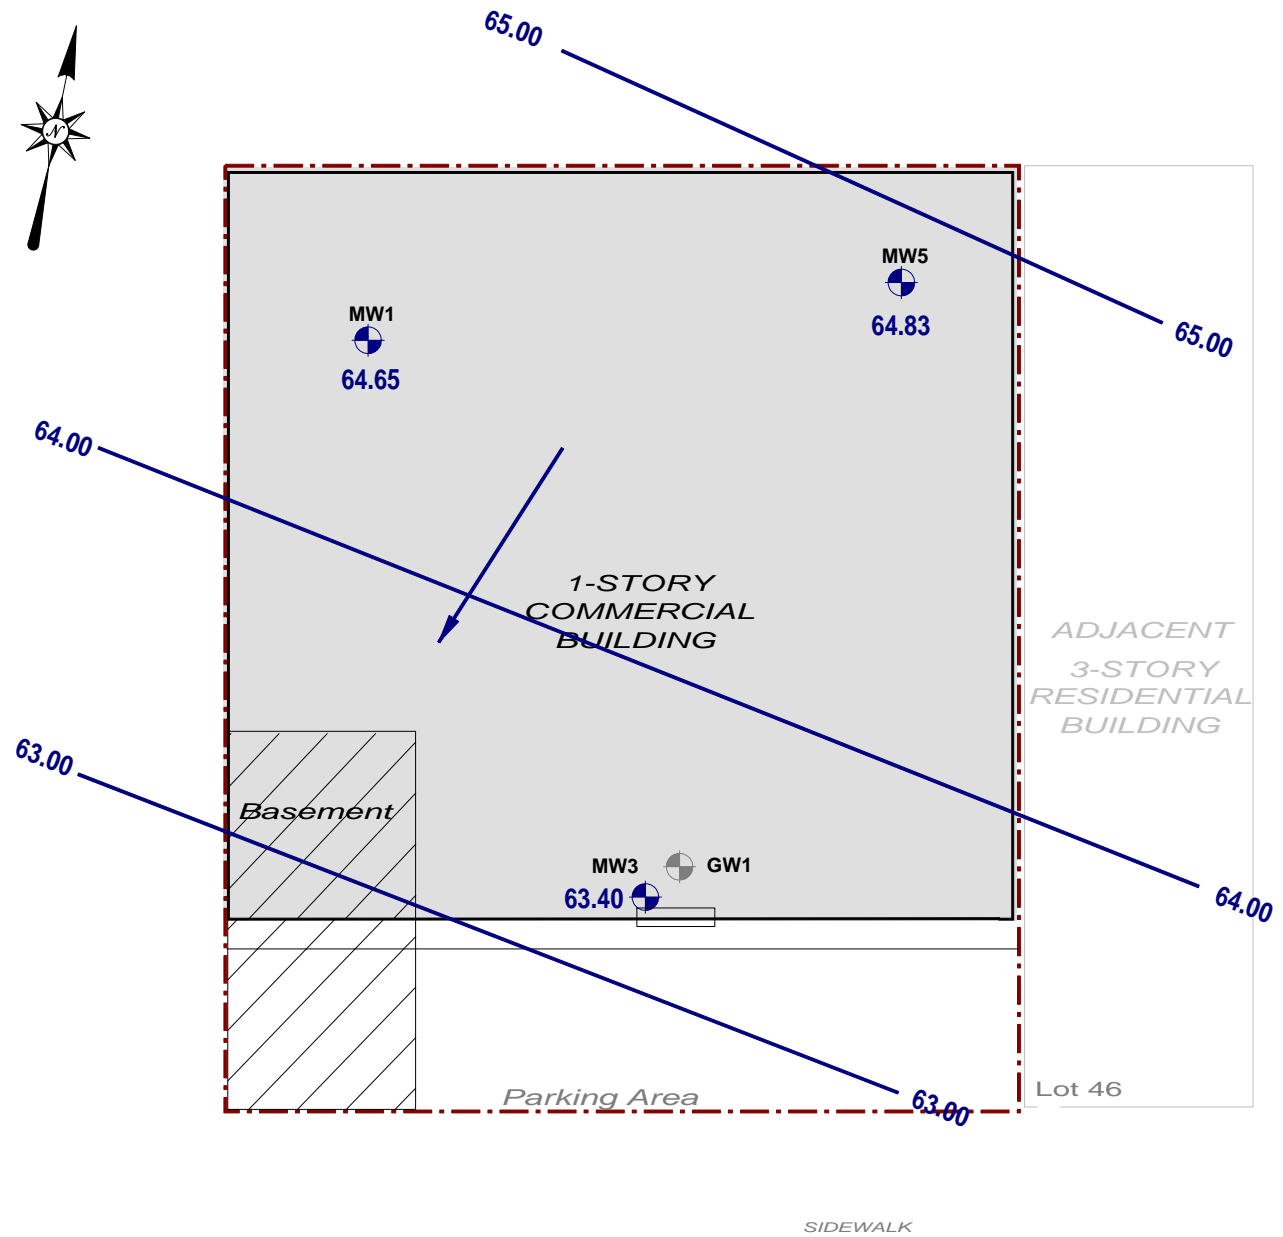 65.00
N
MW5
64.83
MW1
64.65
65.00
64.00
1-STORY
COMMERCIAL
BUILDING
ADJACENT
3-STORY
RESIDENTIAL
BUILDING
63.00
Basement
MW3
GW1
63.40
64.00
Parking Area
63.00
Lot 46
SIDEWALK